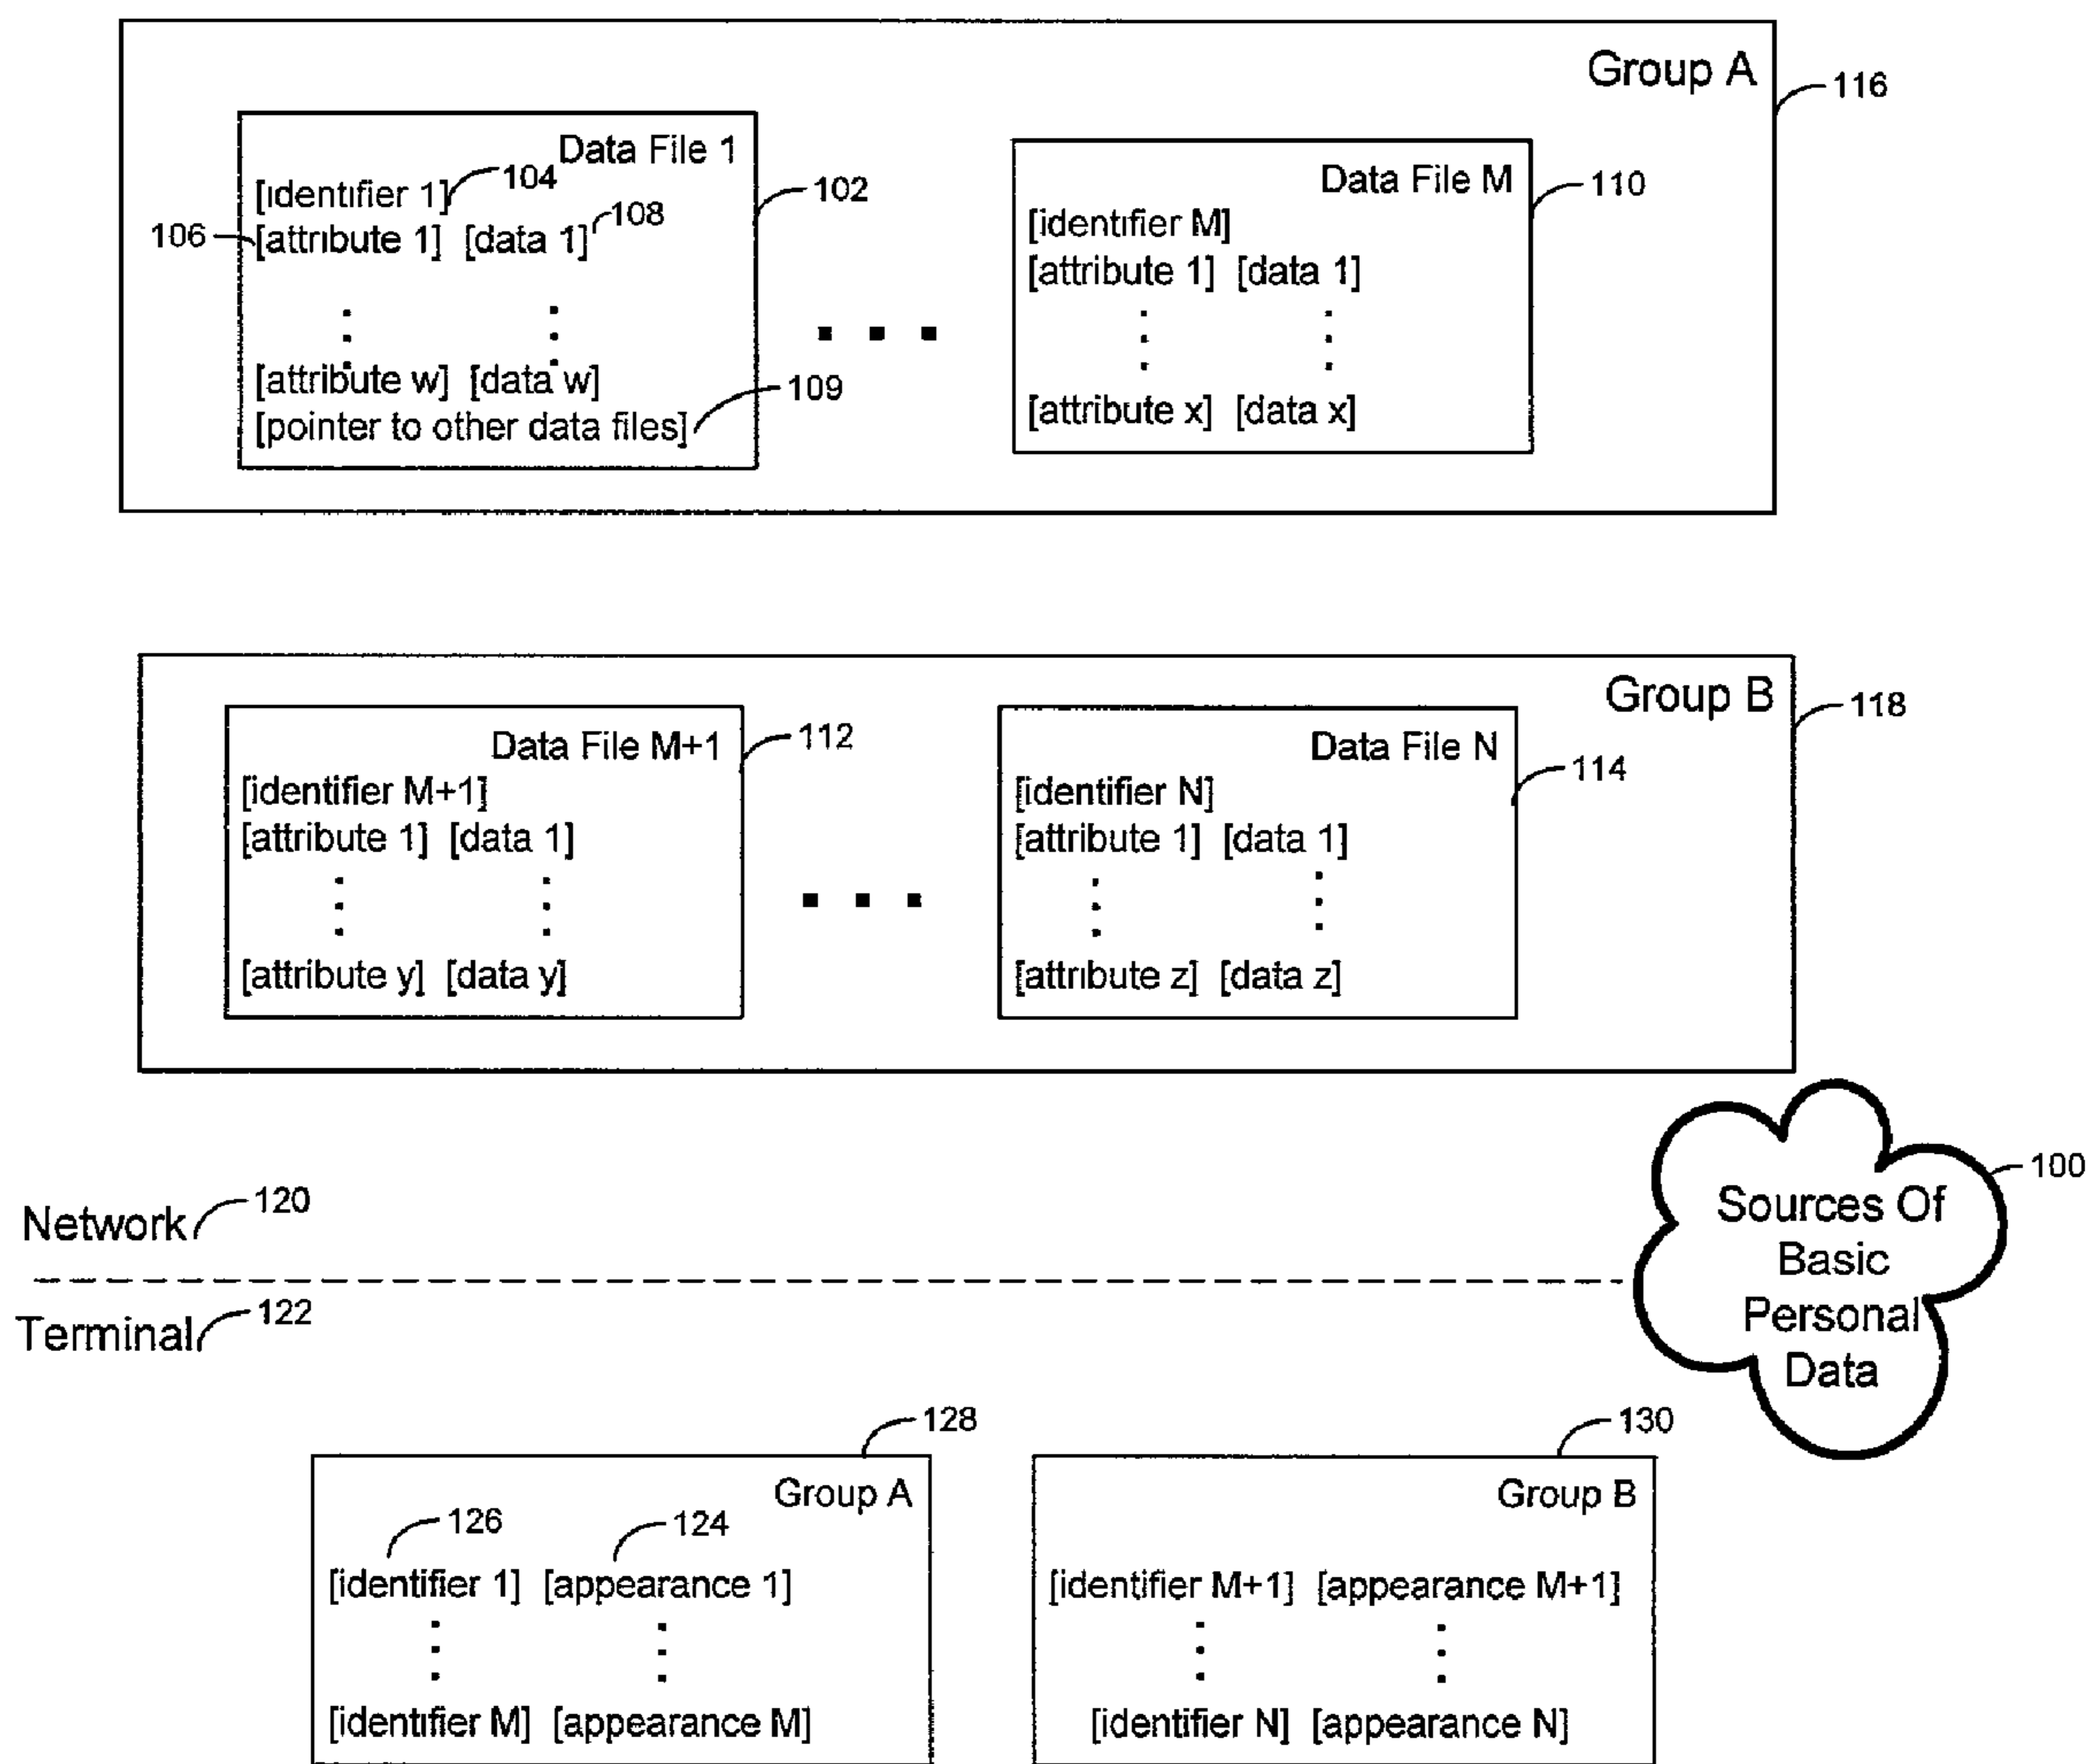 Group A
116
Data File 1
[identifier 1]
104
102
106
[attribute 1] [data 1]
108
[attribute w] [data w]
[pointer to other data files]
109
Data File M
110
[identifier M]
[attribute 1] [data 1]
[attribute x] [data x]
Group B
118
Data File M+1
112
[identifier M+1]
[attribute 1] [data 1]
[attribute y] [data y]
Data File N
114
[identifier N]
[attribute 1] [data 1]
[attribute z] [data z]
100
Sources Of
Basic
Personal
Data
Network
120
Terminal
122
128
Group A
126
124
[identifier 1] [appearance 1]
[identifier M] [appearance M]
130
Group B
[identifier M+1] [appearance M+1]
[identifier N] [appearance N]